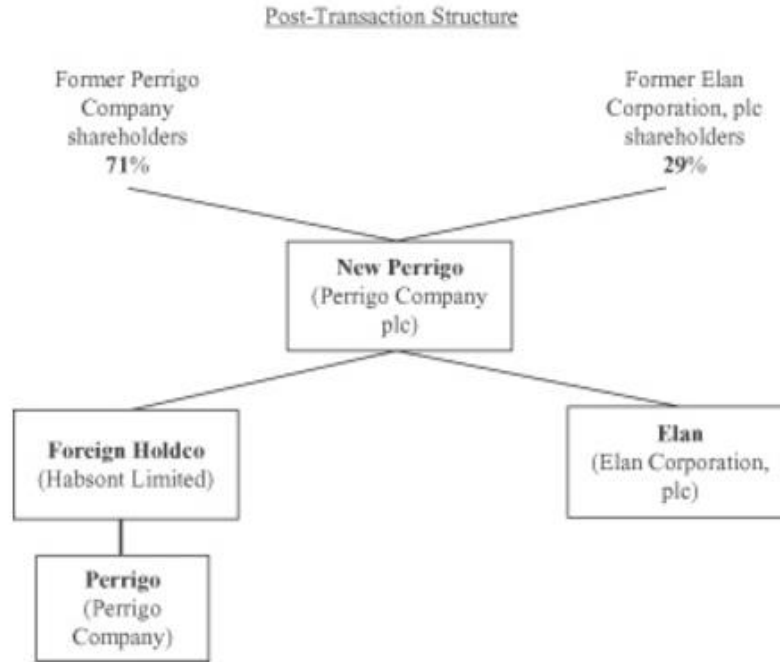 Post-Transaction Structure
Former Perrigo
Company
shareholders
71%
Former Elan
Corporation, plc
shareholders
29%
New Perrigo
(Perrigo Company
plc)
Foreign Holdco
(Habsont Limited)
Elan
(Elan Corporation,
plc)
Perrigo
(Perrigo
Company)